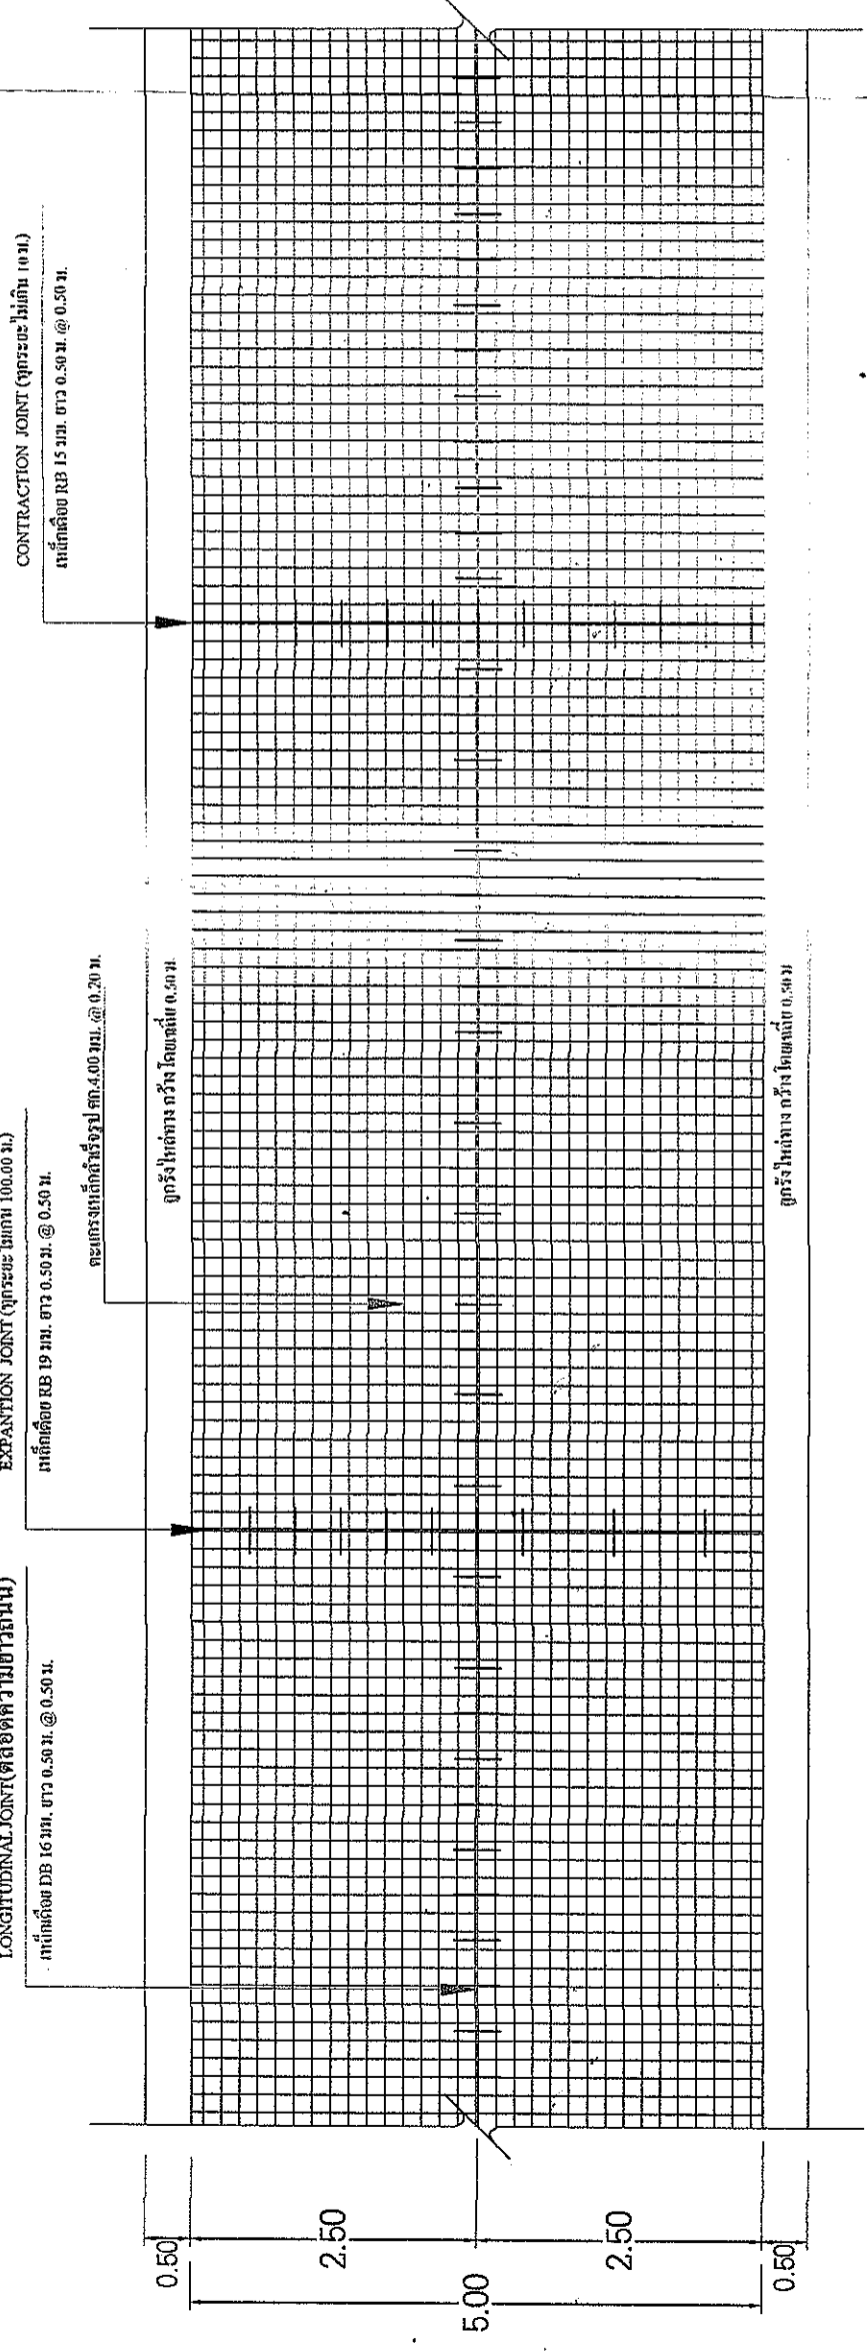 LONGITUDINAL JOINT(ตลอดความยาวถนน)
เหล็กเดือย DB 16 มม. ยาว 0.50 ม. @ 0.50 ม.
EXPANTION JOINT (ทุกระยะไม่เกิน 100.00 ม.)
เหล็กเดือย RB 19 มม. ยาว 0.50 ม. @ 0.50 ม.
ตะแกรงเหล็กสำเร็จรูป ศก.4.00 มม. @ 0.20 ม.
CONTRACTION JOINT (ทุกระยะไม่เกิน 10 ม.)
เหล็กเดือย RB 15 มม. ยาว 0.50 ม. @ 0.50 ม.
ลูกรังไหล่ทาง กว้างโดยเฉลี่ย 0.50 ม.
ลูกรังไหล่ทาง กว้างโดยเฉลี่ย 0.50 ม
0.50
2.50
5.00
2.50
0.50